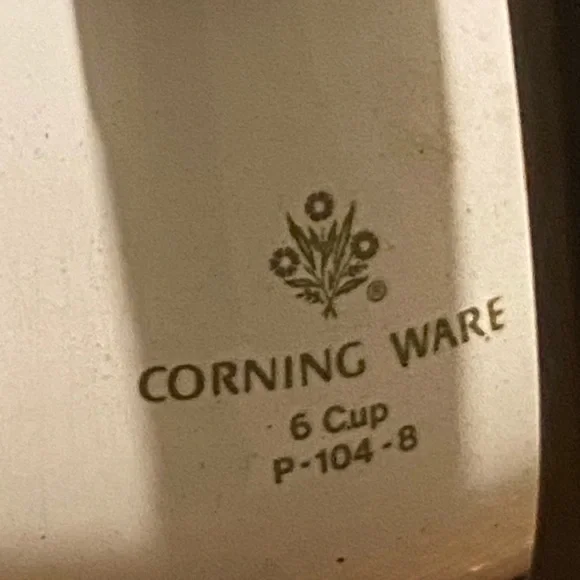 ®
CORNING WARE
6 Cup
P-104-8